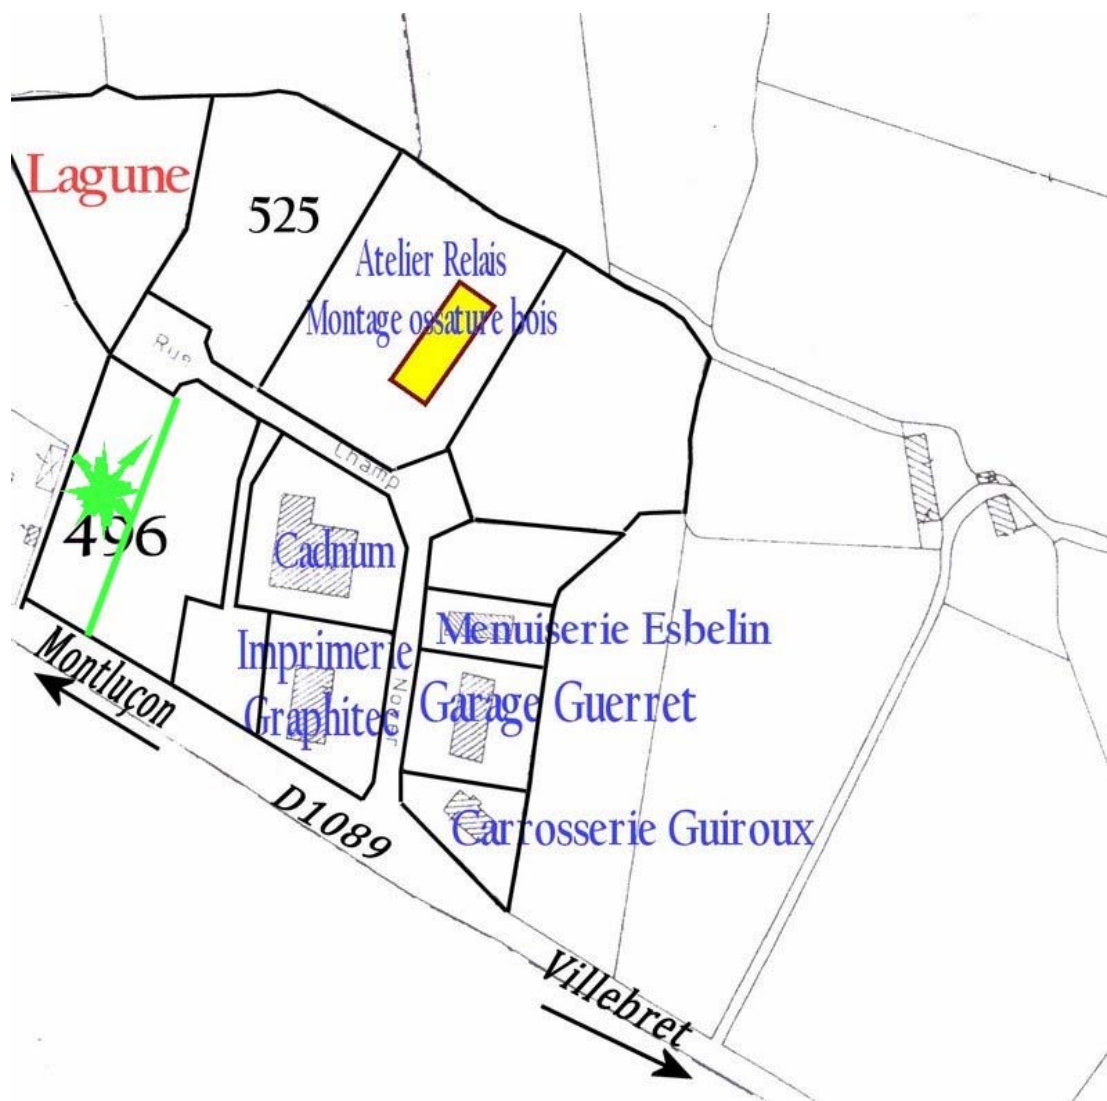 Lagune
525
Atelier Relais
Montage ossature bois
Rue
Champ
496
Cadnum
Imprimerie
Graphitec
Menuiserie Esbelin
Garage Guerret
Carrosserie Guiroux
Montluçon
D1089
Villebret